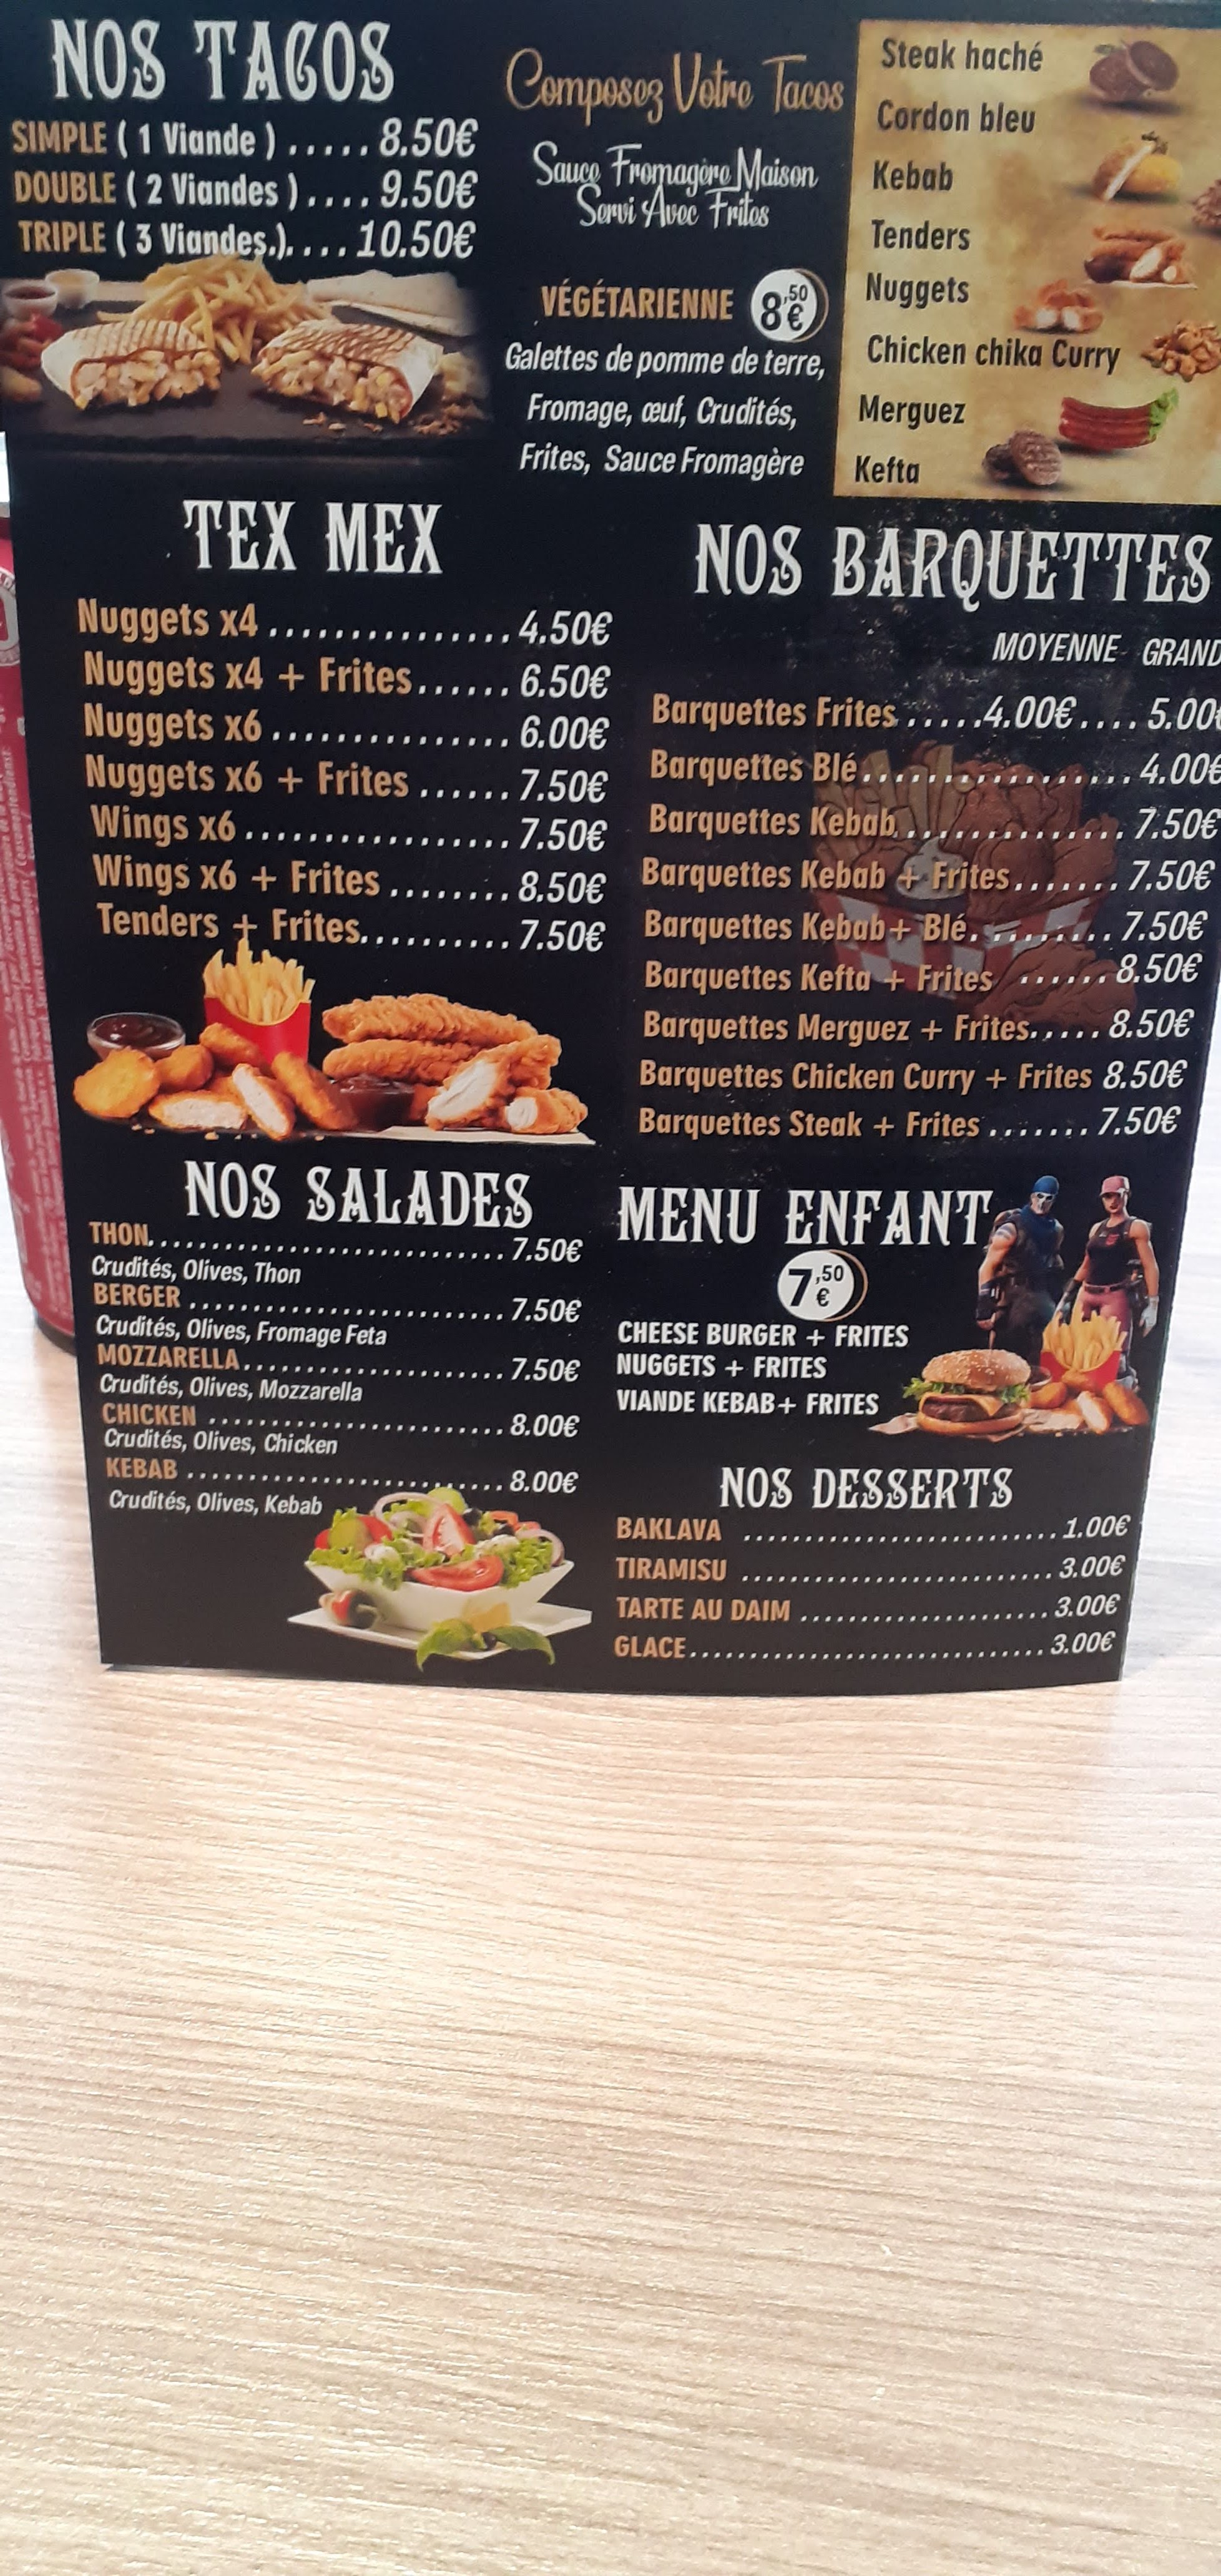 NOS TACOS
SIMPLE ( 1 Viande ) ..... 8.50€
DOUBLE ( 2 Viandes ) .... 9.50€
TRIPLE ( 3 Viandes.). ... 10.50€
Composez Votre Tacos
Sauce Fromagère Maison
Servi Avec Frites
VÉGÉTARIENNE 8,50€
Galettes de pomme de terre,
Fromage, œuf, Crudités,
Frites, Sauce Fromagère
Steak haché
Cordon bleu
Kebab
Tenders
Nuggets
Chicken chika Curry
Merguez
Kefta
TEX MEX
Nuggets x4 ............... 4.50€
Nuggets x4 + Frites...... 6.50€
Nuggets x6 ............... 6.00€
Nuggets x6 + Frites ...... 7.50€
Wings x6 ................. 7.50€
Wings x6 + Frites ........ 8.50€
Tenders + Frites.......... 7.50€
NOS BARQUETTES
MOYENNE GRAND
Barquettes Frites .....4.00€.... 5.00€
Barquettes Blé................. 4.00€
Barquettes Kebab............... 7.50€
Barquettes Kebab + Frites....... 7.50€
Barquettes Kebab+ Blé. ........ 7.50€
Barquettes Kefta + Frites ...... 8.50€
Barquettes Merguez + Frites..... 8.50€
Barquettes Chicken Curry + Frites 8.50€
Barquettes Steak + Frites ....... 7.50€
NOS SALADES
THON............................. 7.50€
Crudités, Olives, Thon
BERGER .......................... 7.50€
Crudités, Olives, Fromage Feta
MOZZARELLA...................... 7.50€
Crudités, Olives, Mozzarella
CHICKEN ......................... 8.00€
Crudités, Olives, Chicken
KEBAB ........................... 8.00€
Crudités, Olives, Kebab
MENU ENFANT
7,50€
CHEESE BURGER + FRITES
NUGGETS + FRITES
VIANDE KEBAB+ FRITES
NOS DESSERTS
BAKLAVA ........................... 1.00€
TIRAMISU .......................... 3.00€
TARTE AU DAIM ..................... 3.00€
GLACE.............................. 3.00€